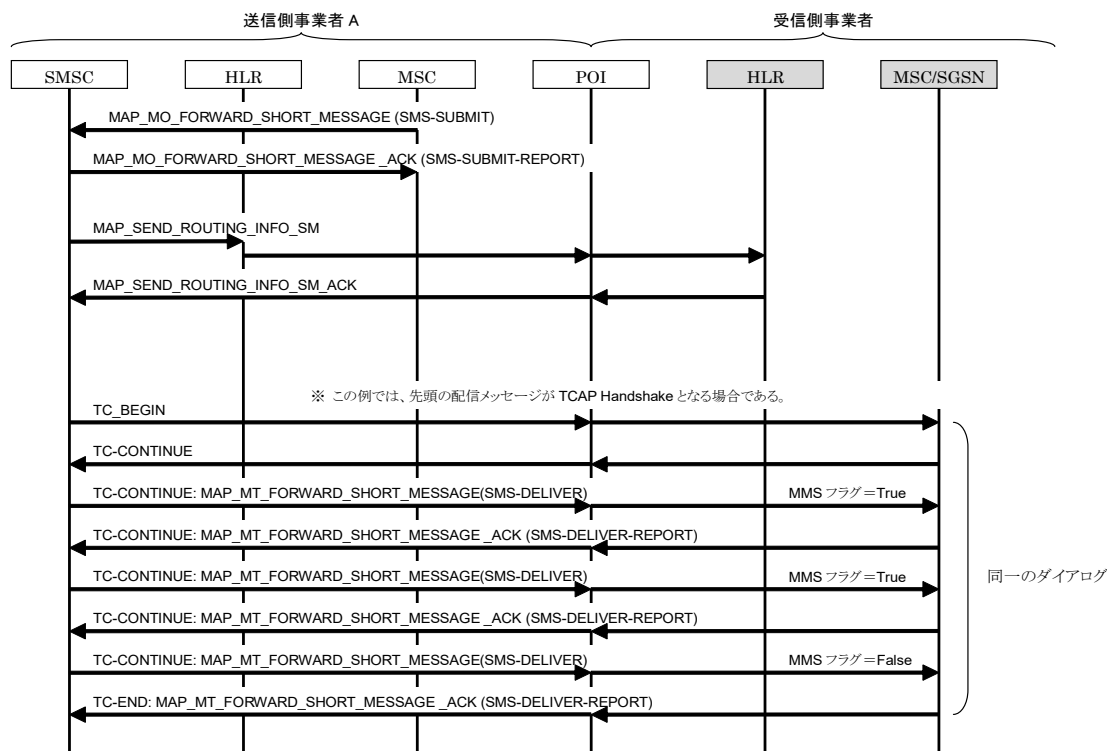 送信側事業者 A
受信側事業者
SMSC
HLR
MSC
POI
HLR
MSC/SGSN
MAP_MO_FORWARD_SHORT_MESSAGE (SMS-SUBMIT)
MAP_MO_FORWARD_SHORT_MESSAGE _ACK (SMS-SUBMIT-REPORT)
MAP_SEND_ROUTING_INFO_SM
MAP_SEND_ROUTING_INFO_SM_ACK
※ この例では、先頭の配信メッセージが TCAP Handshake となる場合である。
TC_BEGIN
TC-CONTINUE
TC-CONTINUE: MAP_MT_FORWARD_SHORT_MESSAGE(SMS-DELIVER)
MMS フラグ＝True
TC-CONTINUE: MAP_MT_FORWARD_SHORT_MESSAGE _ACK (SMS-DELIVER-REPORT)
TC-CONTINUE: MAP_MT_FORWARD_SHORT_MESSAGE(SMS-DELIVER)
MMS フラグ＝True
同一のダイアログ
TC-CONTINUE: MAP_MT_FORWARD_SHORT_MESSAGE _ACK (SMS-DELIVER-REPORT)
TC-CONTINUE: MAP_MT_FORWARD_SHORT_MESSAGE(SMS-DELIVER)
MMS フラグ＝False
TC-END: MAP_MT_FORWARD_SHORT_MESSAGE _ACK (SMS-DELIVER-REPORT)